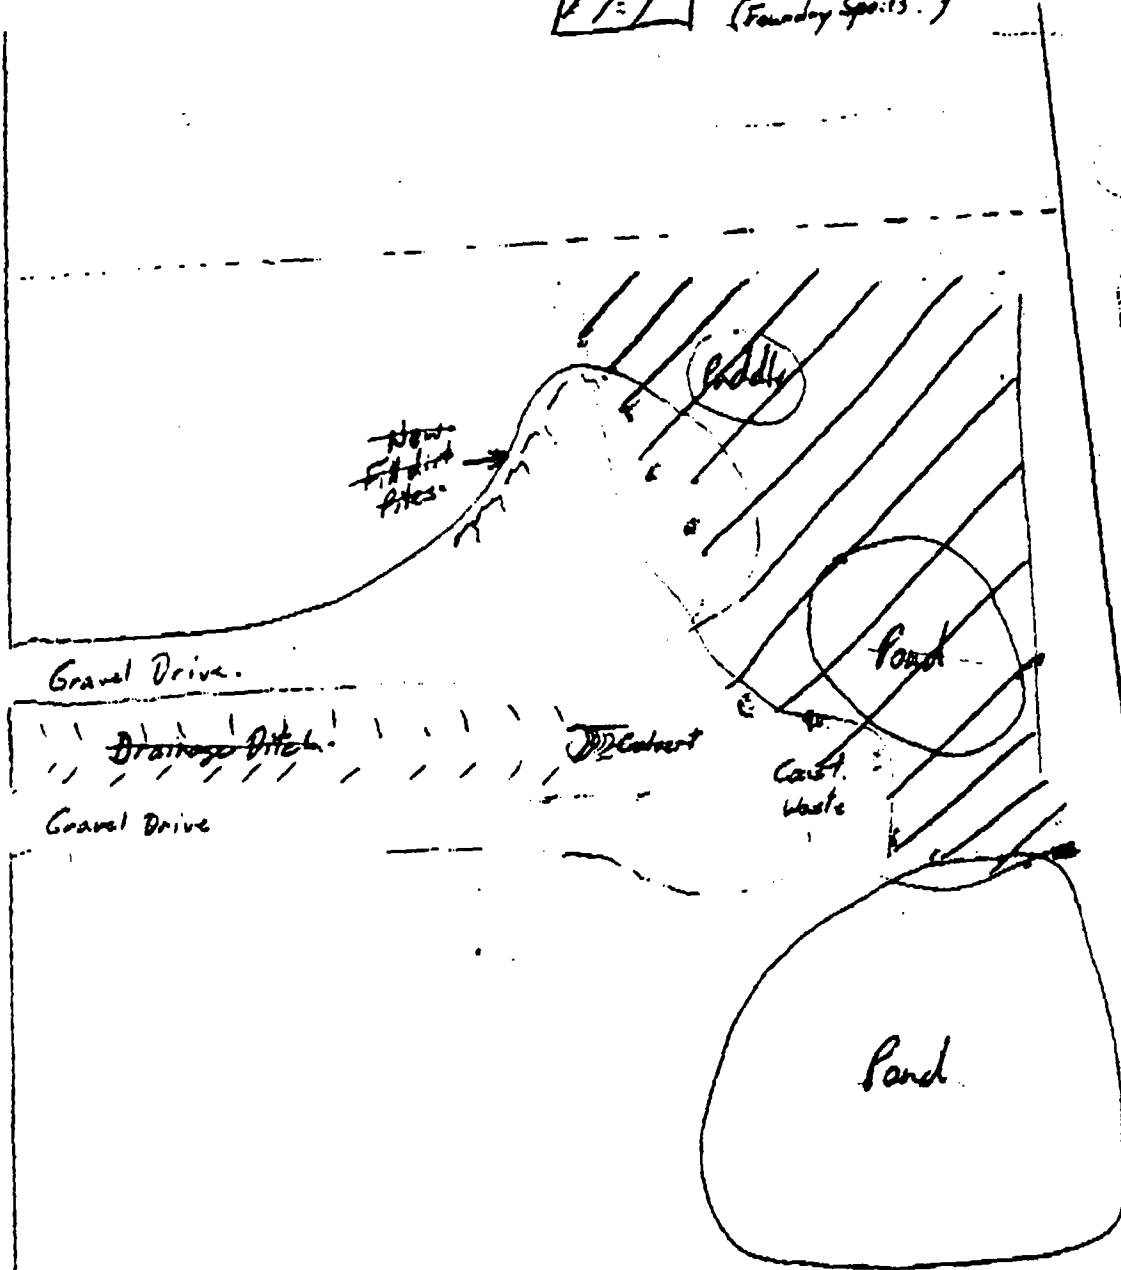 (Foundry Spoils.)
Puddle
New
Fill dirt
Piles.
Pond
Gravel Drive.
Drainage Ditch.
Culvert
Const.
Waste
Gravel Drive
Pond